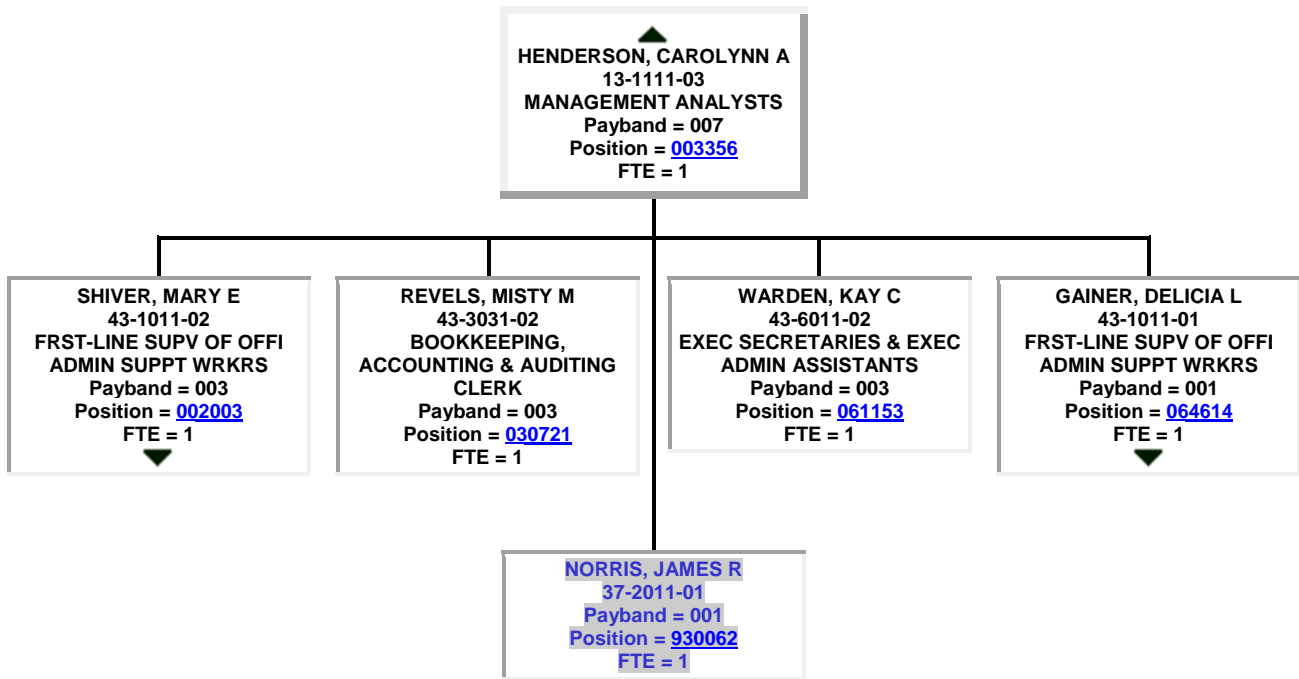 HENDERSON, CAROLYNN A
13-1111-03
MANAGEMENT ANALYSTS
Payband = 007
Position = 003356
FTE = 1
SHIVER, MARY E
43-1011-02
FRST-LINE SUPV OF OFFI
ADMIN SUPPT WRKRS
Payband = 003
Position = 002003
FTE = 1
REVELS, MISTY M
43-3031-02
BOOKKEEPING,
ACCOUNTING & AUDITING
CLERK
Payband = 003
Position = 030721
FTE = 1
WARDEN, KAY C
43-6011-02
EXEC SECRETARIES & EXEC
ADMIN ASSISTANTS
Payband = 003
Position = 061153
FTE = 1
GAINER, DELICIA L
43-1011-01
FRST-LINE SUPV OF OFFI
ADMIN SUPPT WRKRS
Payband = 001
Position = 064614
FTE = 1
NORRIS, JAMES R
37-2011-01
Payband = 001
Position = 930062
FTE = 1